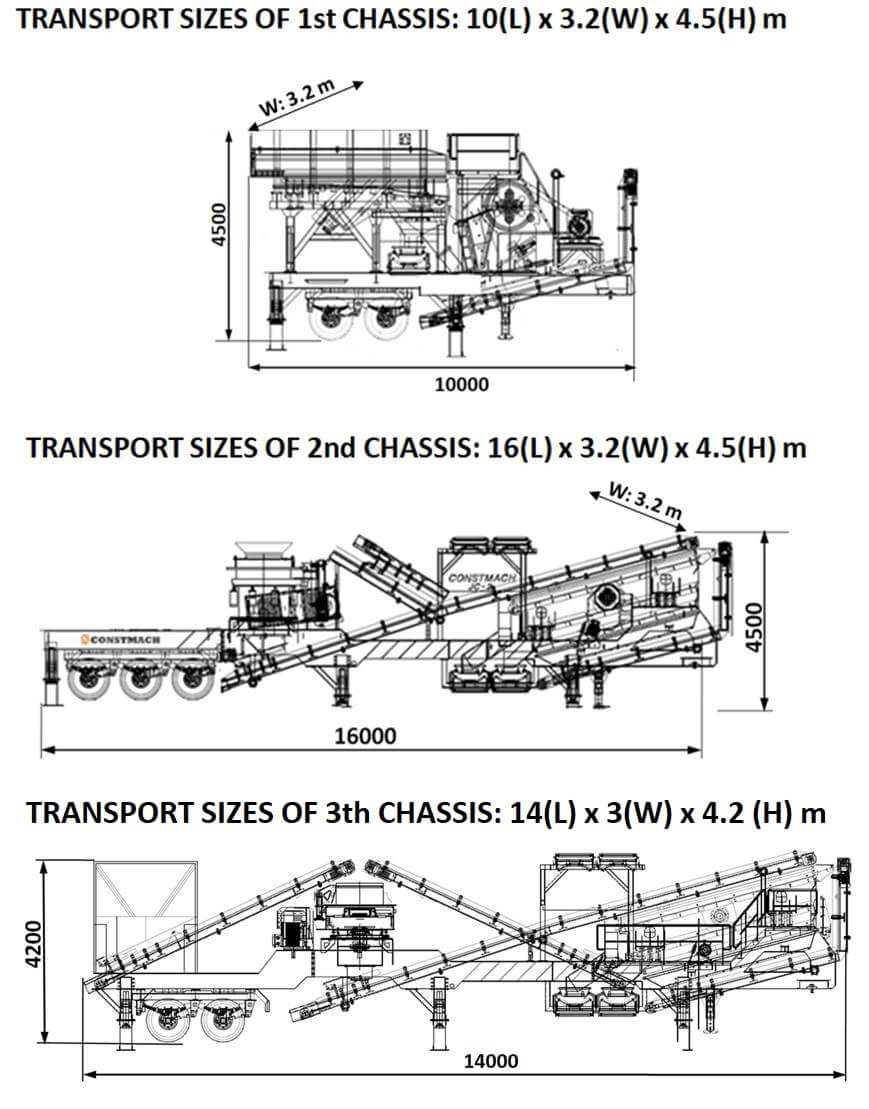 TRANSPORT SIZES OF 1st CHASSIS: 10(L) x 3.2(W) x 4.5(H) m
W: 3.2 m
4500
10000
TRANSPORT SIZES OF 2nd CHASSIS: 16(L) x 3.2(W) x 4.5(H) m
W: 3.2 m
CONSTMACH
CONSTMACH
4500
16000
TRANSPORT SIZES OF 3th CHASSIS: 14(L) x 3(W) x 4.2 (H) m
4200
14000